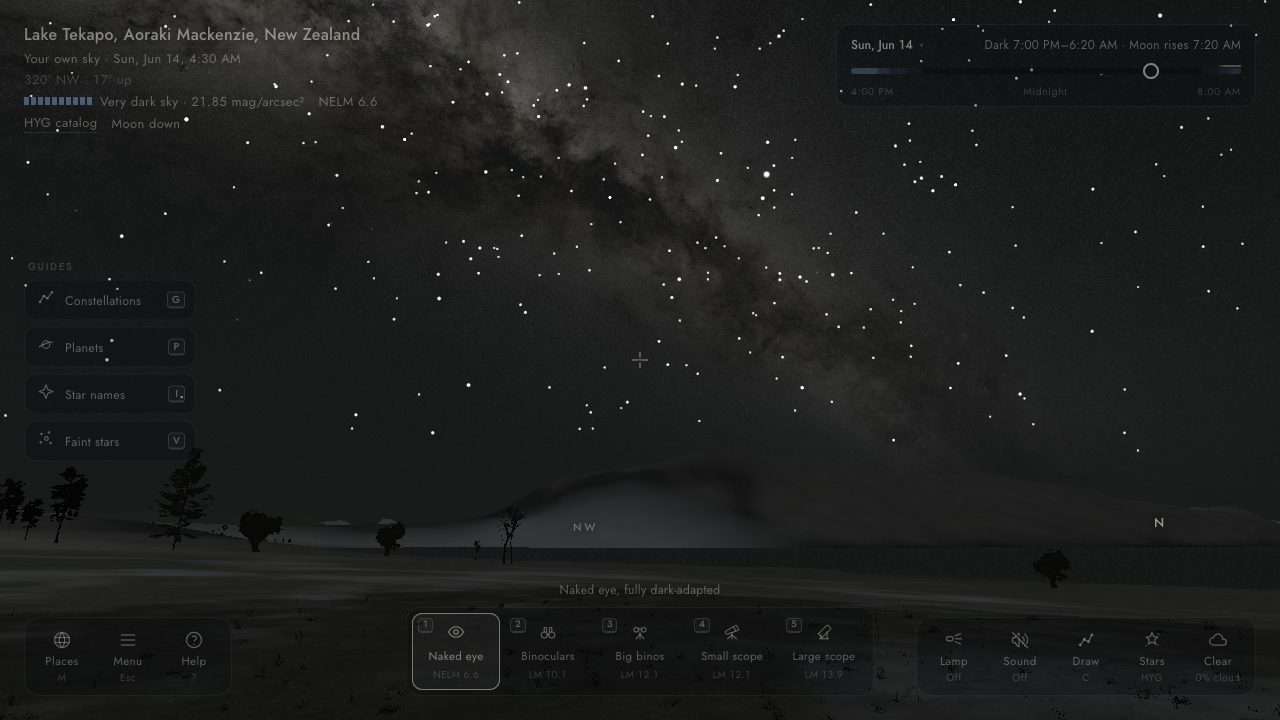 Lake Tekapo, Aoraki Mackenzie, New Zealand
Your own sky · Sun, Jun 14, 4:30 AM
320° NW · 17° up
Very dark sky · 21.85 mag/arcsec² NELM 6.6
HYG catalog · Moon down
Sun, Jun 14
Dark 7:00 PM–6:20 AM · Moon rises 7:20 AM
4:00 PM Midnight 8:00 AM
GUIDES
Constellations G
Planets P
Star names I
Faint stars V
NW
N
Naked eye, fully dark-adapted
Places
M
Menu
Esc
Help
?
1
Naked eye
NELM 6.6
2
Binoculars
LM 10.1
3
Big binos
LM 12.1
4
Small scope
LM 12.1
5
Large scope
LM 13.9
Lamp
Off
Sound
Off
Draw
C
Stars
HYG
Clear
0% cloud